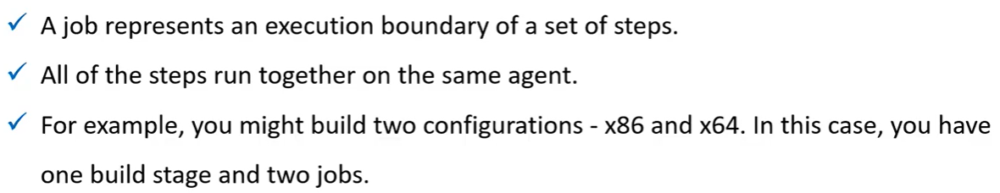 ✓ A job represents an execution boundary of a set of steps.
✓ All of the steps run together on the same agent.
✓ For example, you might build two configurations - x86 and x64. In this case, you have
one build stage and two jobs.